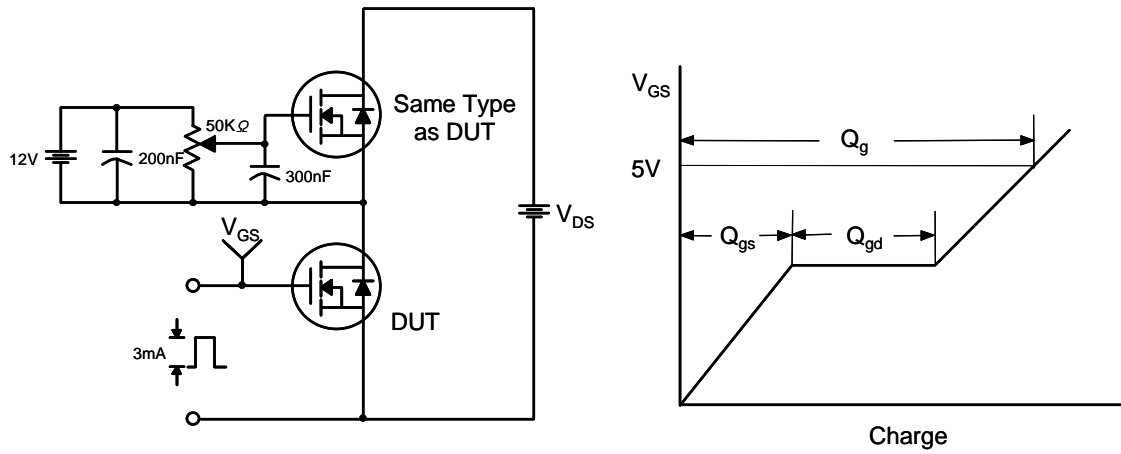 Same Type
as DUT
50KΩ
12V
200nF
300nF
V_GS
V_DS
DUT
3mA
V_GS
Q_g
5V
Q_gs
Q_gd
Charge